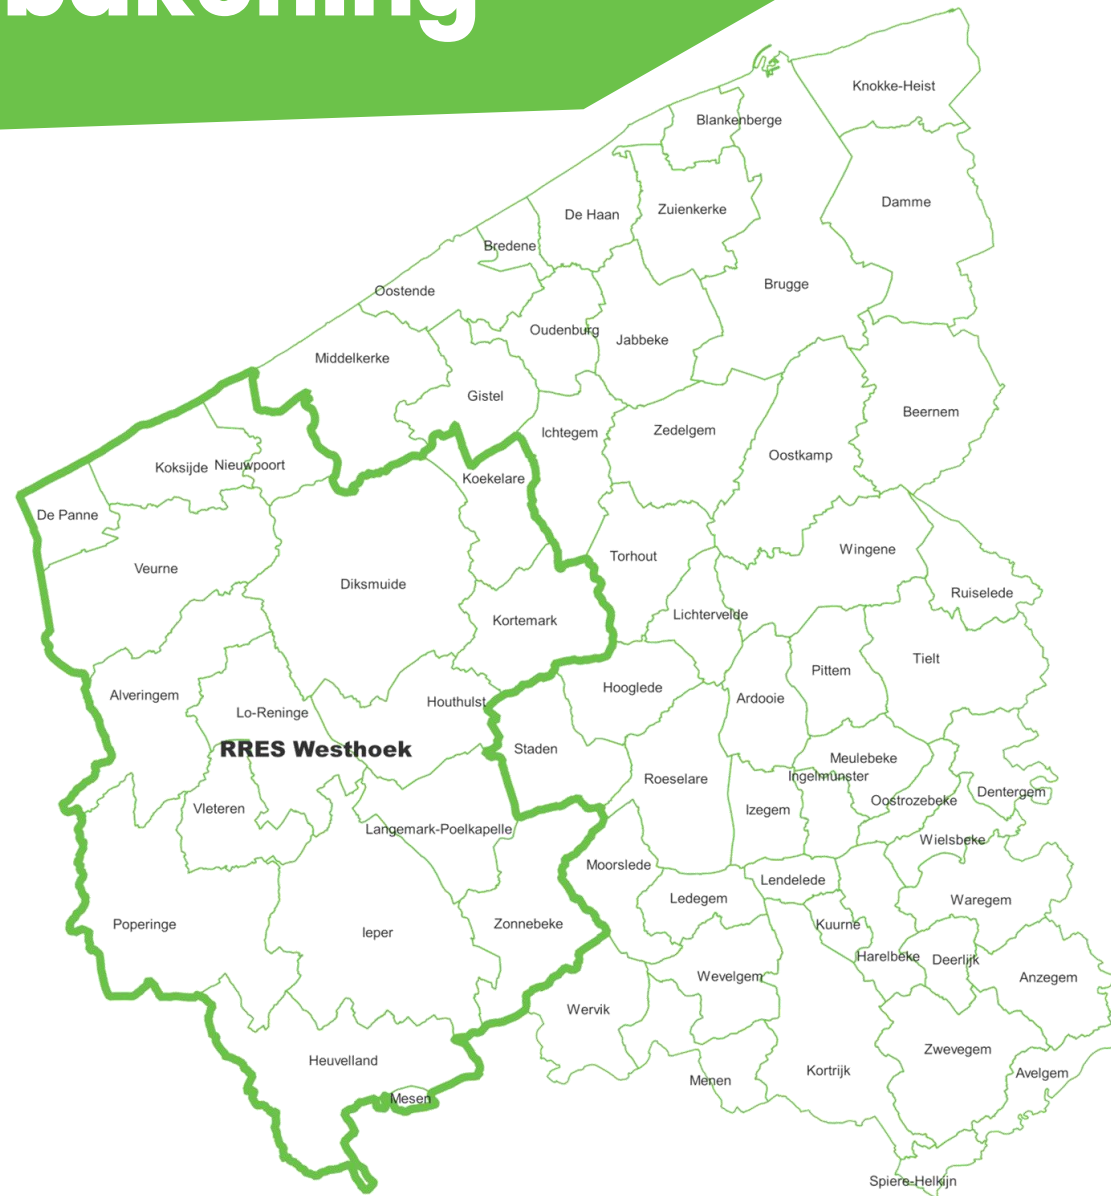 bakening
Knokke-Heist
Blankenberge
Damme
De Haan
Zuienkerke
Bredene
Brugge
Oostende
Oudenburg
Jabbeke
Middelkerke
Gistel
Beernem
Ichtegem
Zedelgem
Oostkamp
Koksijde
Nieuwpoort
Koekelare
De Panne
Wingene
Torhout
Veurne
Diksmuide
Ruiselede
Lichtervelde
Kortemark
Tielt
Pittem
Hooglede
Alveringem
Ardooie
Houthulst
Lo-Reninge
RRES Westhoek
Staden
Meulebeke
Roeselare
Ingelmunster
Dentergem
Oostrozebeke
Vleteren
Izegem
Langemark-Poelkapelle
Wielsbeke
Moorslede
Lendelede
Ledegem
Waregem
Poperinge
Zonnebeke
Kuurne
Ieper
Harelbeke
Deerlijk
Wevelgem
Anzegem
Wervik
Zwevegem
Heuvelland
Kortrijk
Avelgem
Menen
Mesen
Spiere-Helkijn